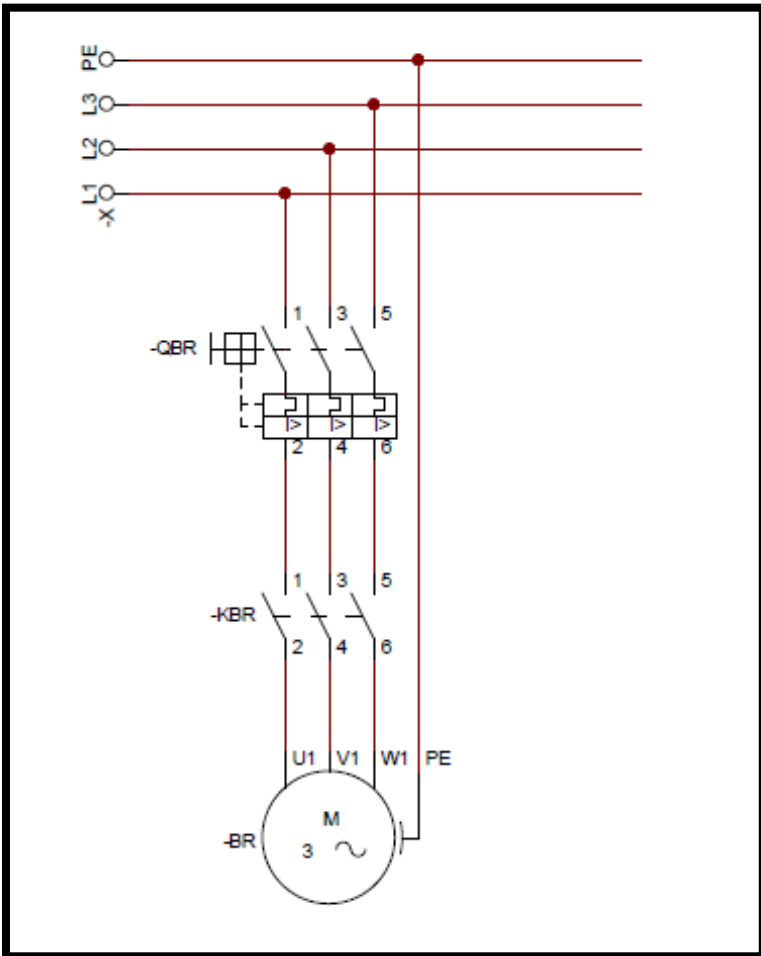 PE
L3
L2
L1
-X
1 3 5
-QBR
I> I> I>
2 4 6
1 3 5
-KBR
2 4 6
U1 V1 W1 PE
M
-BR
3